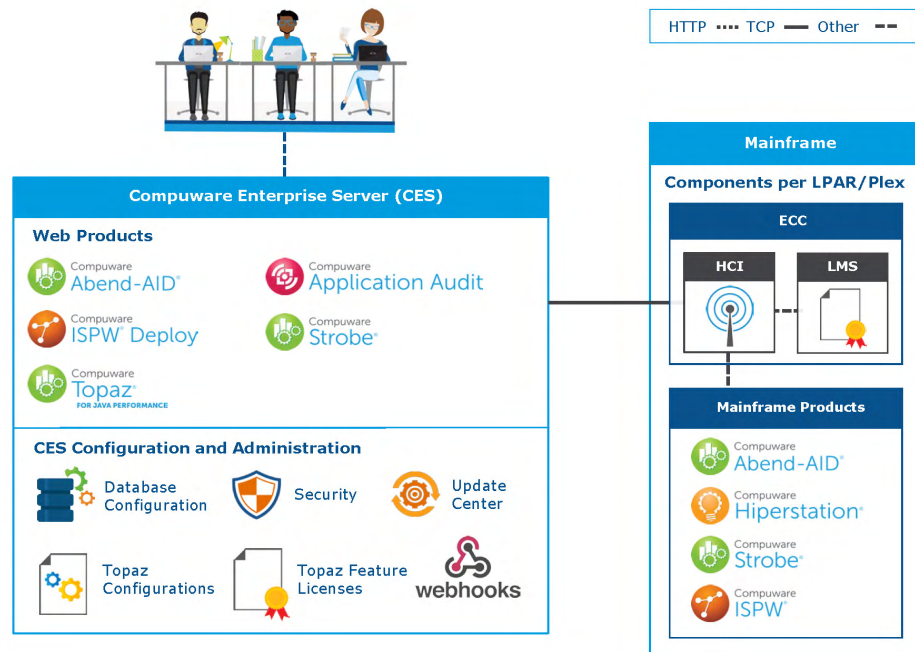 HTTP TCP Other
Mainframe
Components per LPAR/Plex
ECC
HCI
LMS
Mainframe Products
Compuware
Abend-AID®
Compuware
Hiperstation®
Compuware
Strobe®
Compuware
ISPW®
Compuware Enterprise Server (CES)
Web Products
Compuware
Abend-AID®
Compuware
Application Audit
Compuware
ISPW® Deploy
Compuware
Strobe®
Compuware
Topaz®
FOR JAVA PERFORMANCE
CES Configuration and Administration
Database
Configuration
Security
Update
Center
Topaz
Configurations
Topaz Feature
Licenses
webhooks